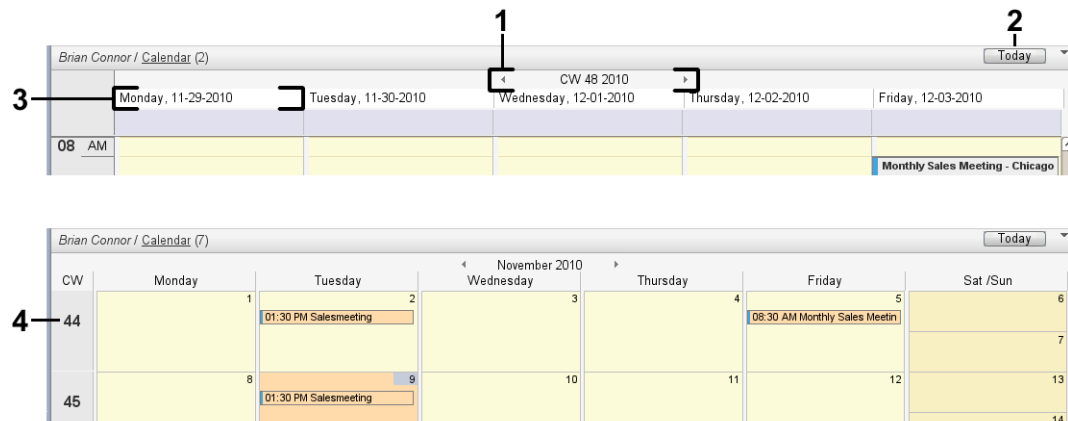 1 2
Brian Connor / Calendar (2) Today
CW 48 2010
3 Monday, 11-29-2010 Tuesday, 11-30-2010 Wednesday, 12-01-2010 Thursday, 12-02-2010 Friday, 12-03-2010
08 AM
Monthly Sales Meeting - Chicago
Brian Connor / Calendar (7) Today
November 2010
CW Monday Tuesday Wednesday Thursday Friday Sat /Sun
1 2 3 4 5 6
4 44 01:30 PM Salesmeeting 08:30 AM Monthly Sales Meetin
7
8 9 10 11 12 13
45 01:30 PM Salesmeeting
14